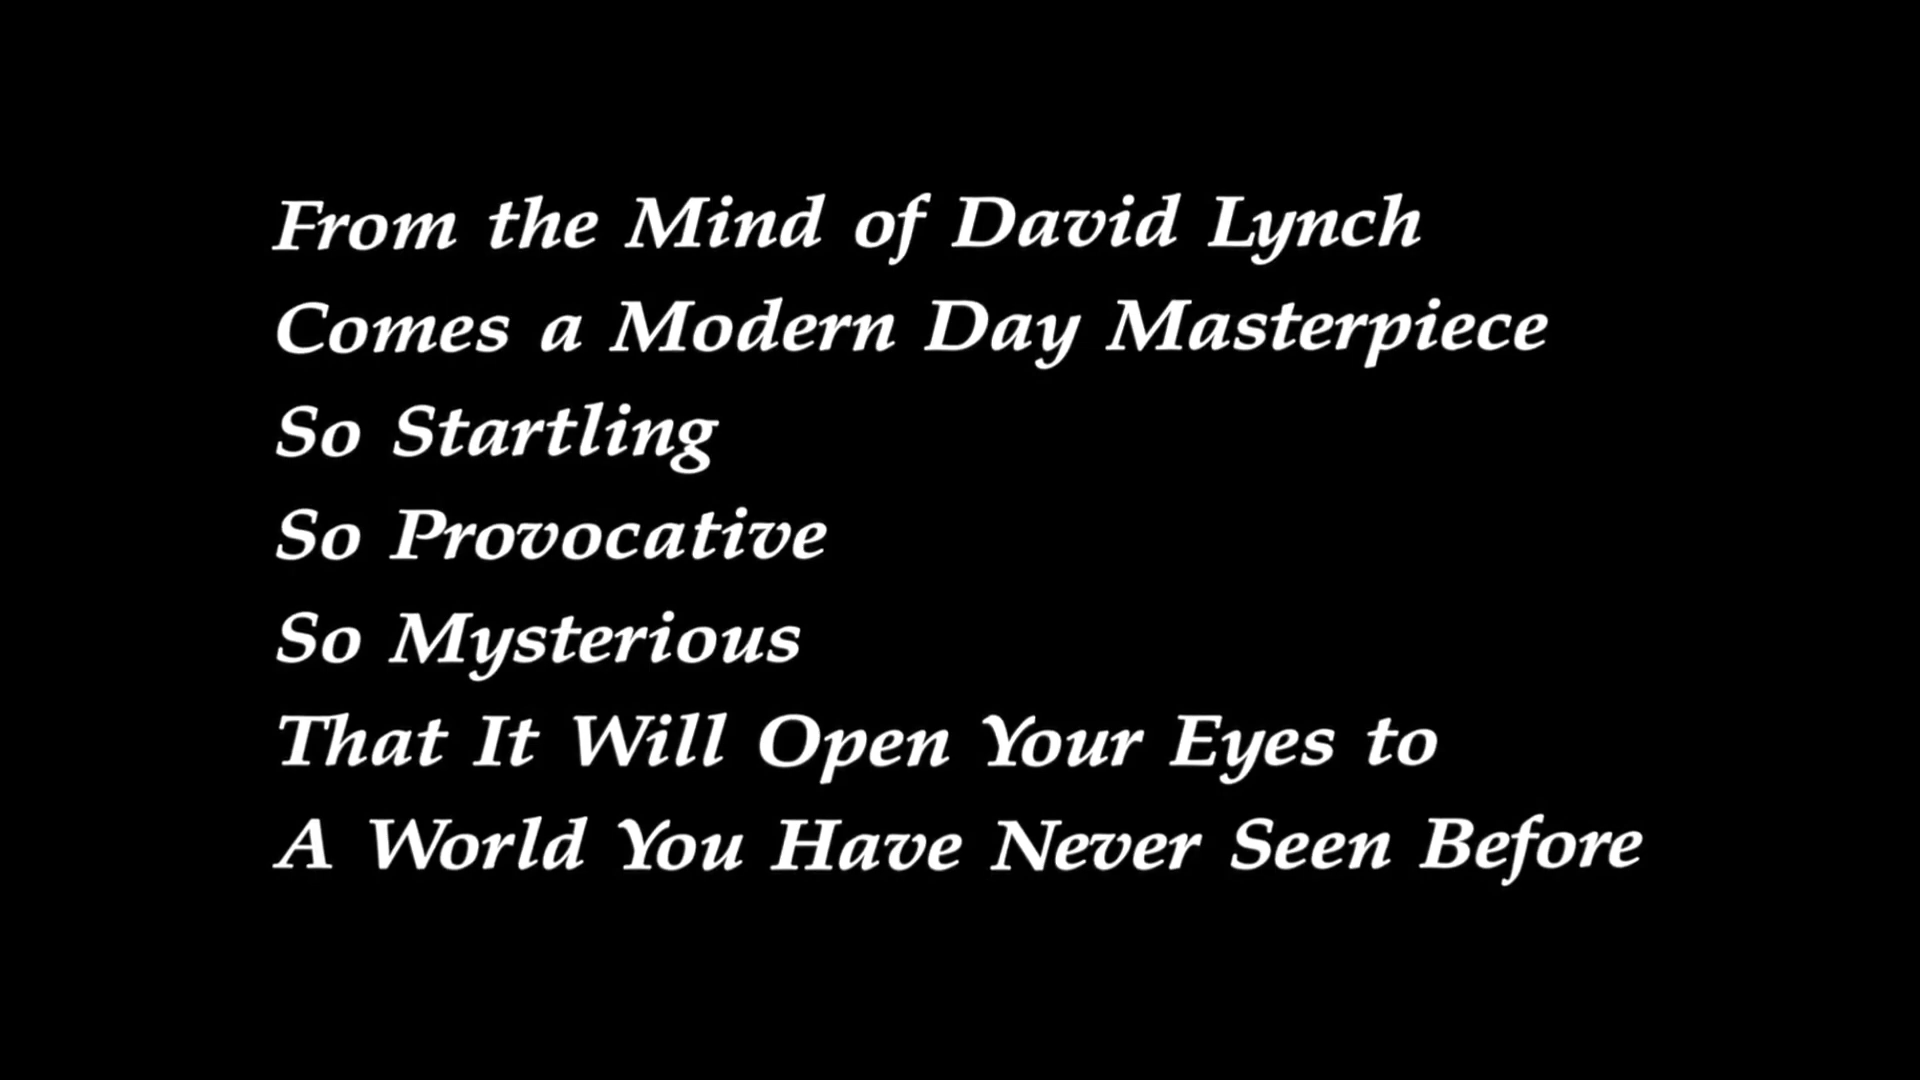 From the Mind of David Lynch
Comes a Modern Day Masterpiece
So Startling
So Provocative
So Mysterious
That It Will Open Your Eyes to
A World You Have Never Seen Before